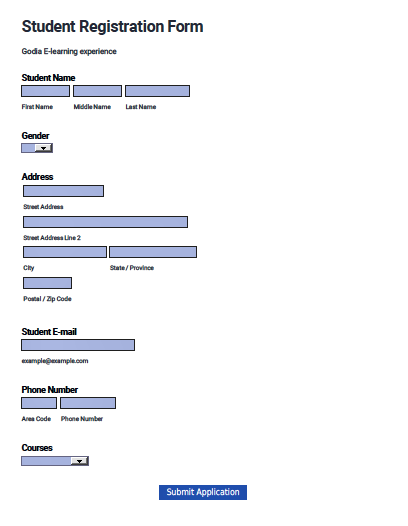 Student Registration Form
Godia E-learning experience
Student Name
First Name Middle Name Last Name
Gender
Address
Street Address
Street Address Line 2
City State / Province
Postal / Zip Code
Student E-mail
example@example.com
Phone Number
Area Code Phone Number
Courses
Submit Application